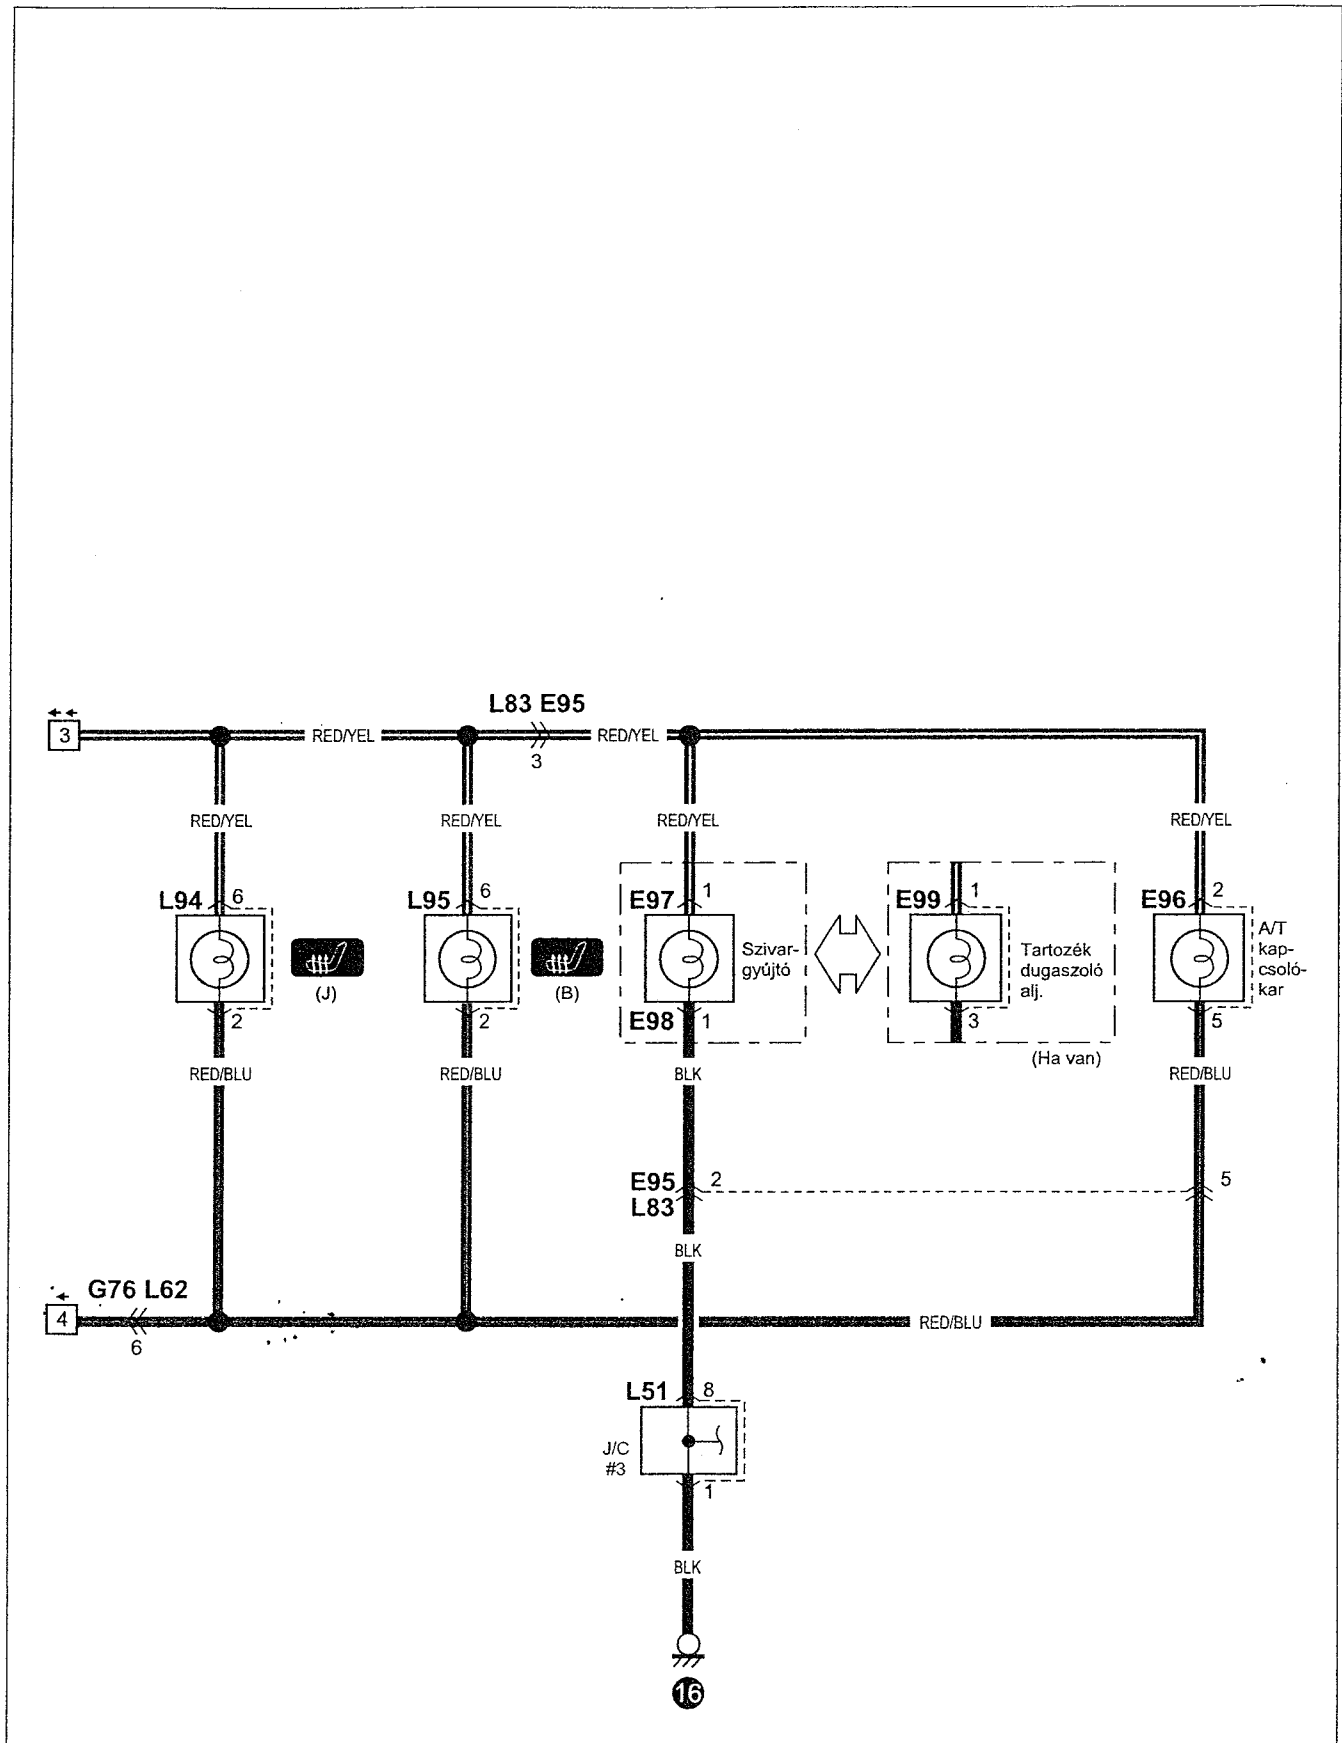 L83 E95
3
RED/YEL
RED/YEL
3
RED/YEL
RED/YEL
RED/YEL
RED/YEL
L94 6
L95 6
E97 1
E99 1
E96 2
(J)
(B)
Szivar-
gyújtó
Tartozék
dugaszoló
alj.
A/T
kap-
csoló-
kar
2
2
E98 1
3
5
(Ha van)
RED/BLU
RED/BLU
BLK
RED/BLU
E95 2
5
L83
BLK
G76 L62
4
6
RED/BLU
L51 8
J/C
#3
1
BLK
16